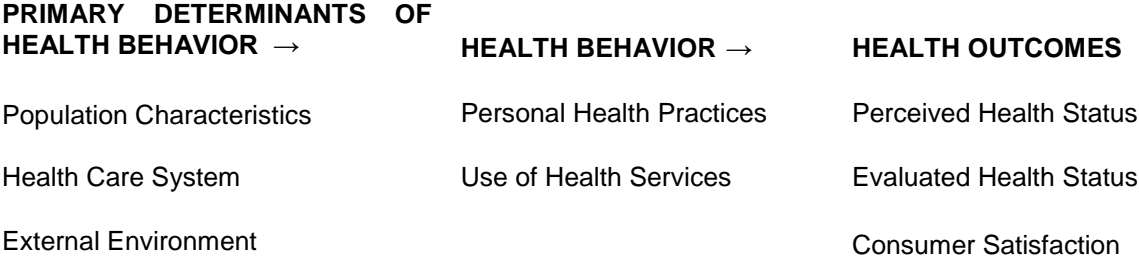 PRIMARY DETERMINANTS OF
HEALTH BEHAVIOR →
HEALTH BEHAVIOR →
HEALTH OUTCOMES
Population Characteristics
Personal Health Practices
Perceived Health Status
Health Care System
Use of Health Services
Evaluated Health Status
External Environment
Consumer Satisfaction